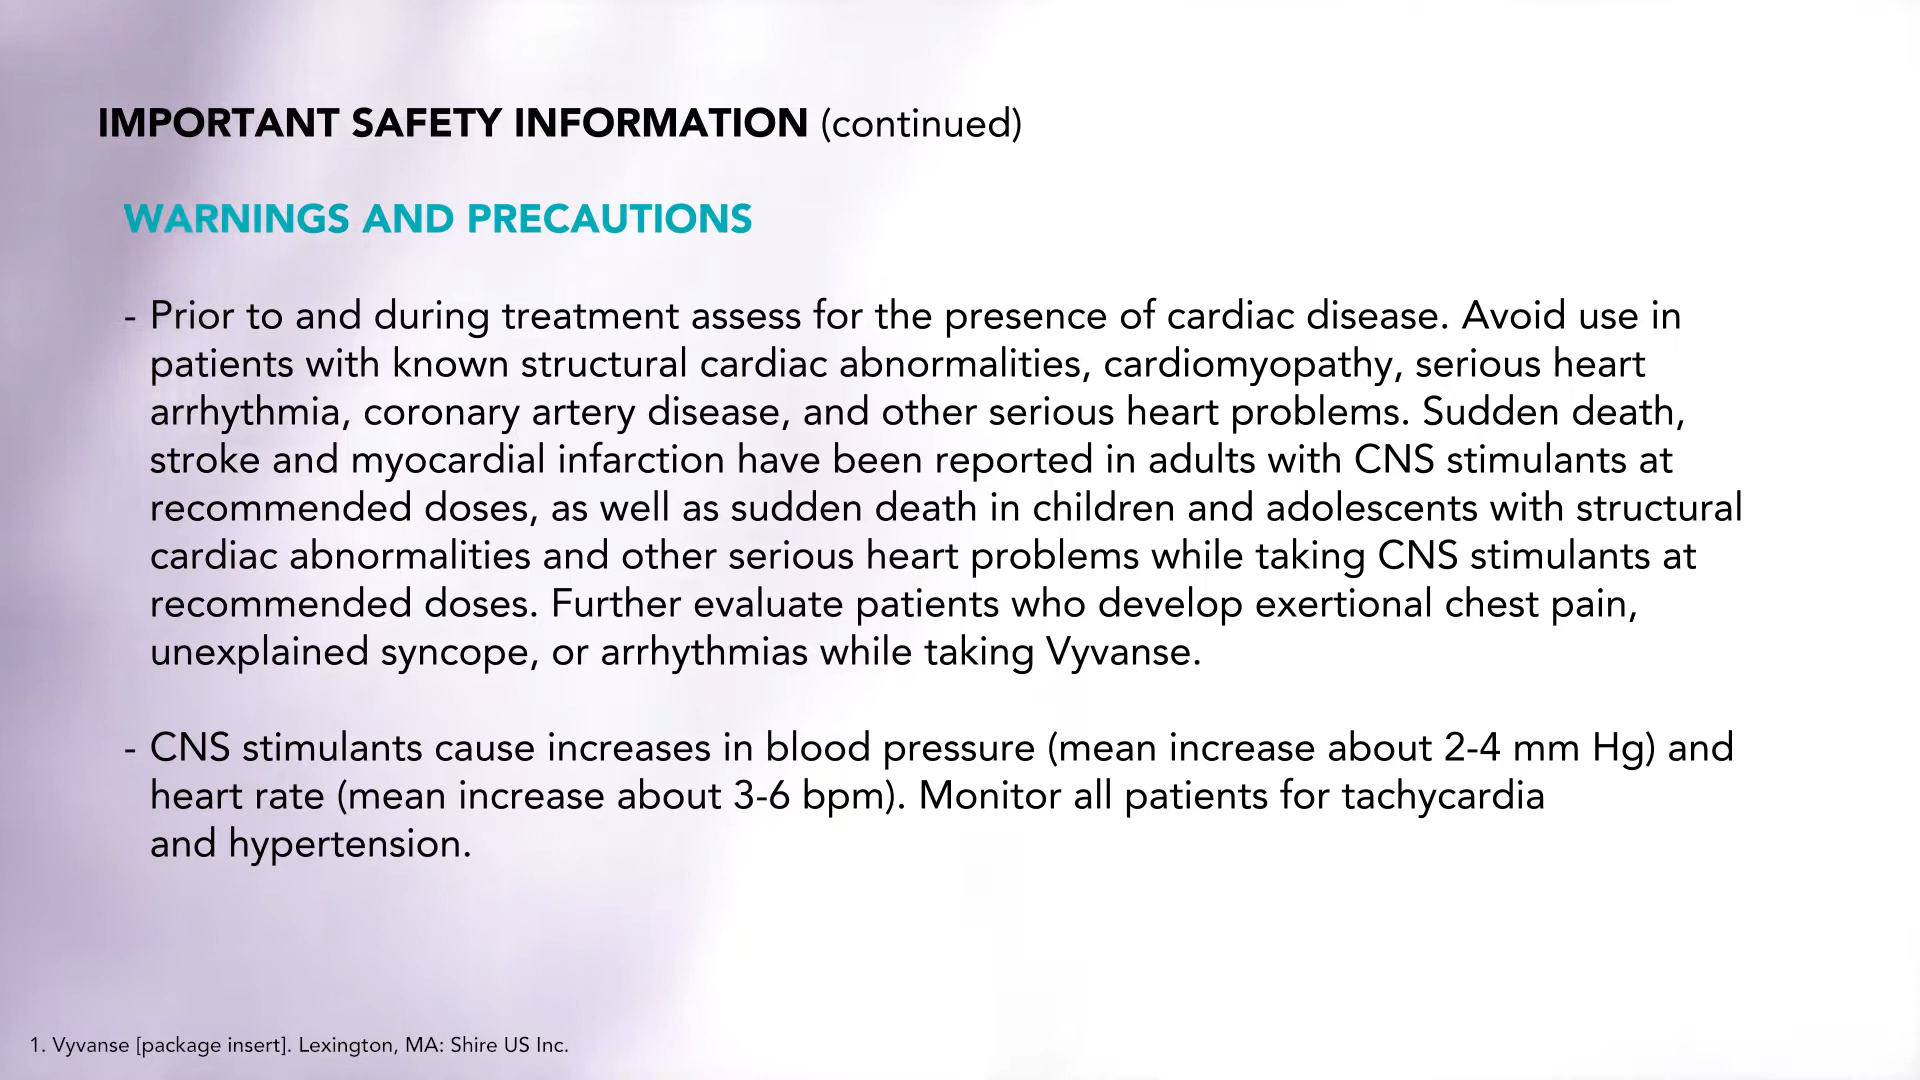 IMPORTANT SAFETY INFORMATION (continued)
WARNINGS AND PRECAUTIONS
- Prior to and during treatment assess for the presence of cardiac disease. Avoid use in
patients with known structural cardiac abnormalities, cardiomyopathy, serious heart
arrhythmia, coronary artery disease, and other serious heart problems. Sudden death,
stroke and myocardial infarction have been reported in adults with CNS stimulants at
recommended doses, as well as sudden death in children and adolescents with structural
cardiac abnormalities and other serious heart problems while taking CNS stimulants at
recommended doses. Further evaluate patients who develop exertional chest pain,
unexplained syncope, or arrhythmias while taking Vyvanse.
- CNS stimulants cause increases in blood pressure (mean increase about 2-4 mm Hg) and
heart rate (mean increase about 3-6 bpm). Monitor all patients for tachycardia
and hypertension.
1. Vyvanse [package insert]. Lexington, MA: Shire US Inc.